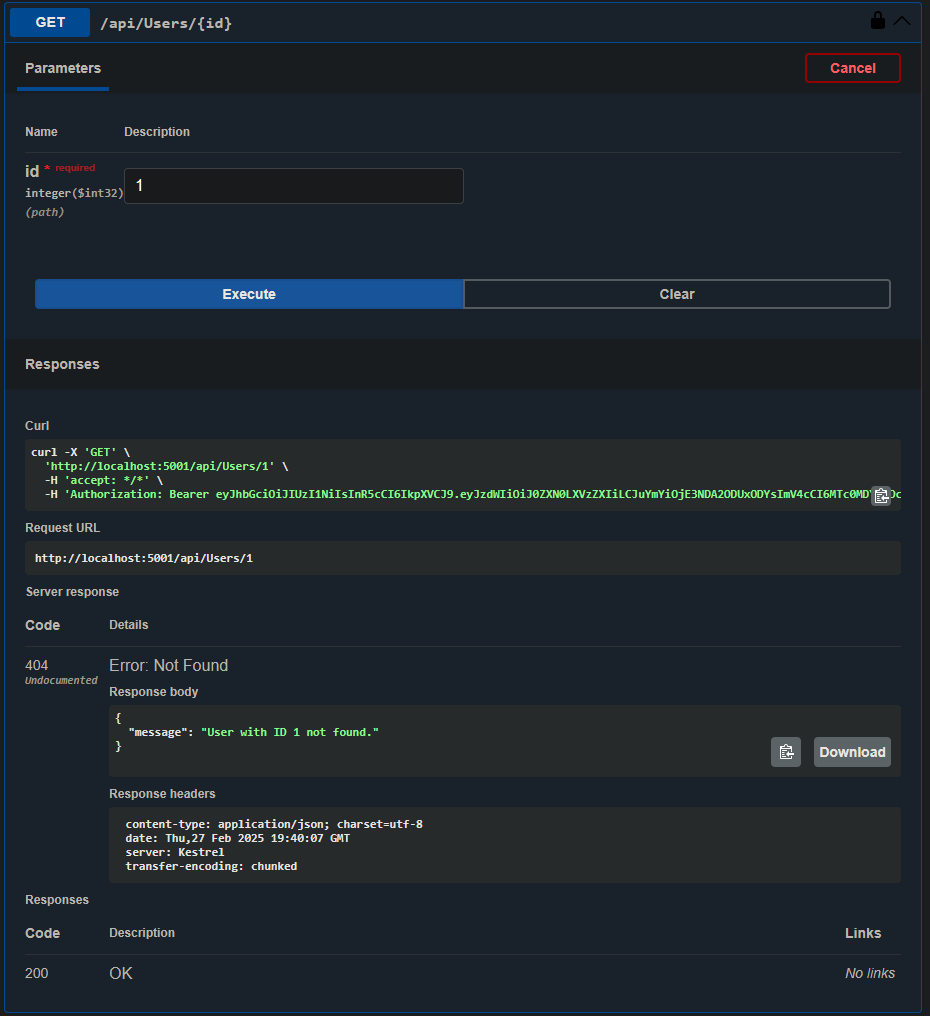 GET /api/Users/{id}
Parameters
Cancel
Name Description
id * required
integer($int32)
(path)
1
Execute Clear
Responses
Curl
curl -X 'GET' \
'http://localhost:5001/api/Users/1' \
-H 'accept: */*' \
-H 'Authorization: Bearer
Request URL
http://localhost:5001/api/Users/1
Server response
Code Details
404 Error: Not Found
Undocumented
Response body
{
"message": "User with ID 1 not found."
}
Download
Response headers
content-type: application/json; charset=utf-8
date: Thu,27 Feb 2025 19:40:07 GMT
server: Kestrel
transfer-encoding: chunked
Responses
Code Description Links
200 OK No links